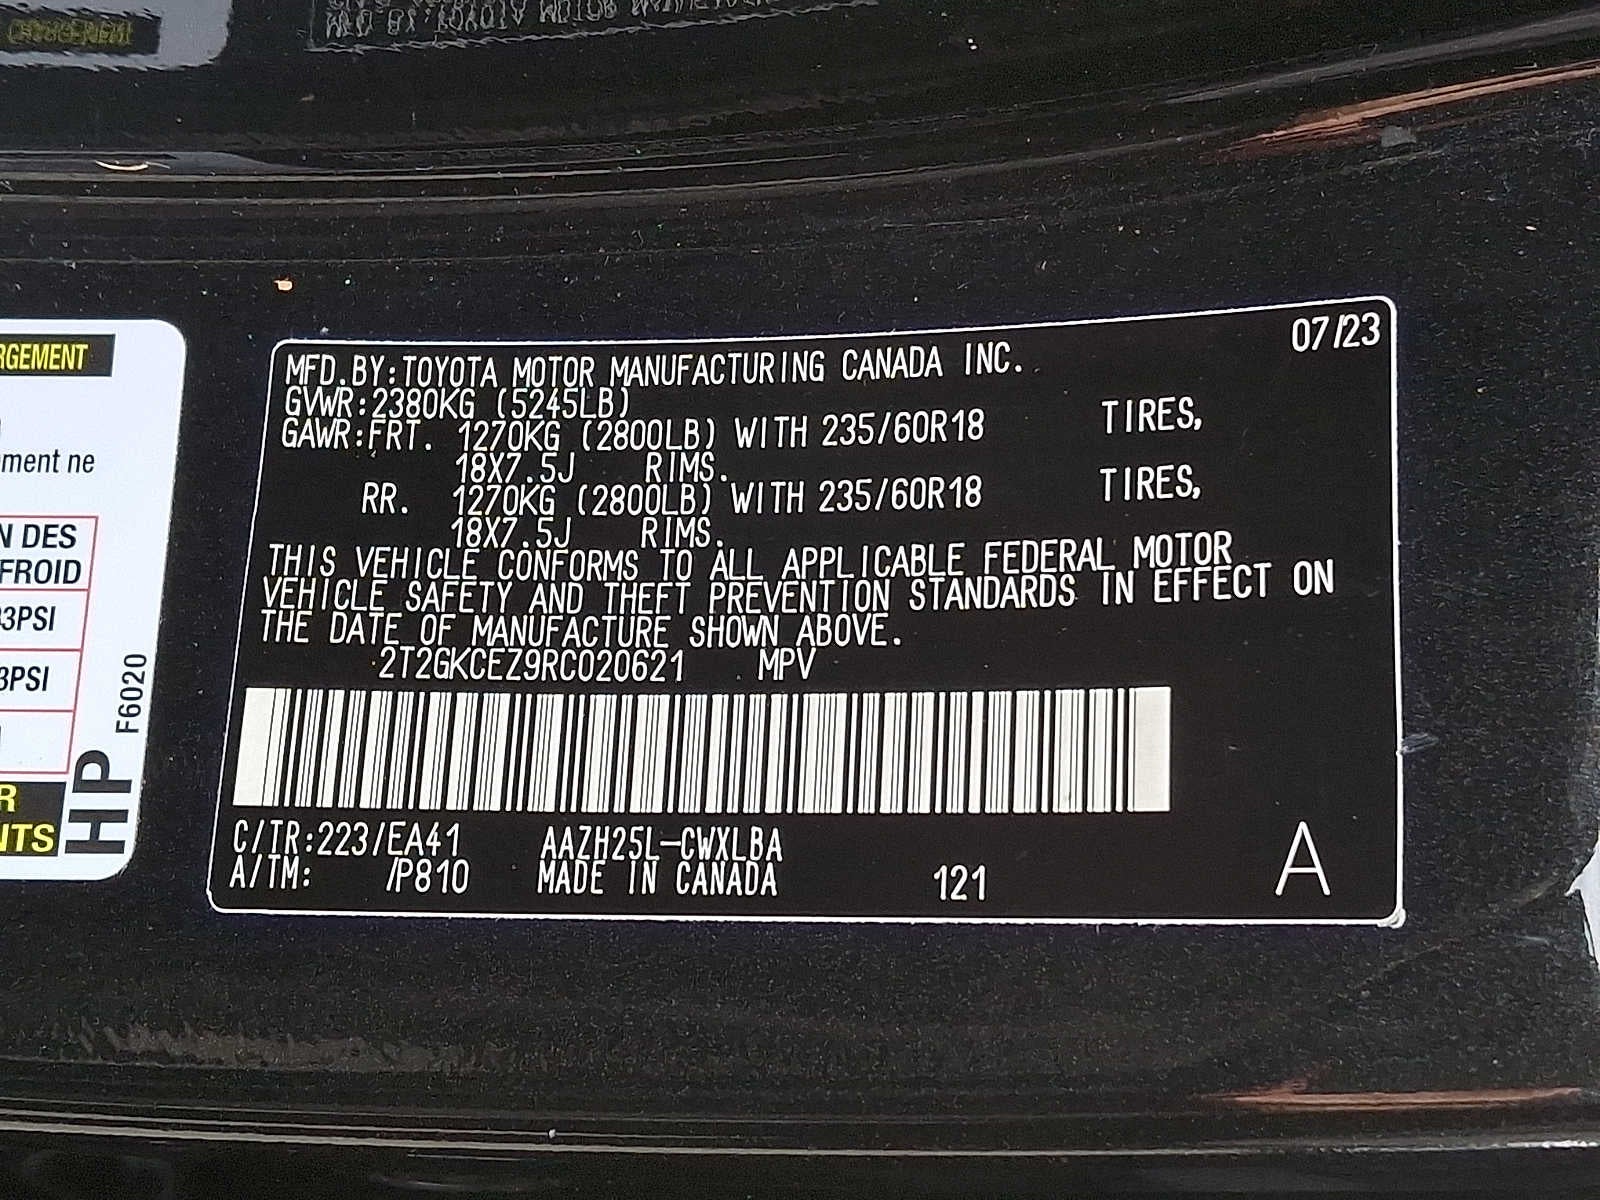 RGEMENT
ment ne
N DES
FROID
3PSI
3PSI
R
NTS
HP
F6020
07/23
MFD.BY:TOYOTA MOTOR MANUFACTURING CANADA INC.
GVWR:2380KG (5245LB)
GAWR:FRT. 1270KG (2800LB) WITH 235/60R18 TIRES,
18X7.5J RIMS.
RR. 1270KG (2800LB) WITH 235/60R18 TIRES,
18X7.5J RIMS.
THIS VEHICLE CONFORMS TO ALL APPLICABLE FEDERAL MOTOR
VEHICLE SAFETY AND THEFT PREVENTION STANDARDS IN EFFECT ON
THE DATE OF MANUFACTURE SHOWN ABOVE.
2T2GKCEZ9RC020621 MPV
C/TR:223/EA41 AAZH25L-CWXLBA
A/TM: /P810 MADE IN CANADA 121
A